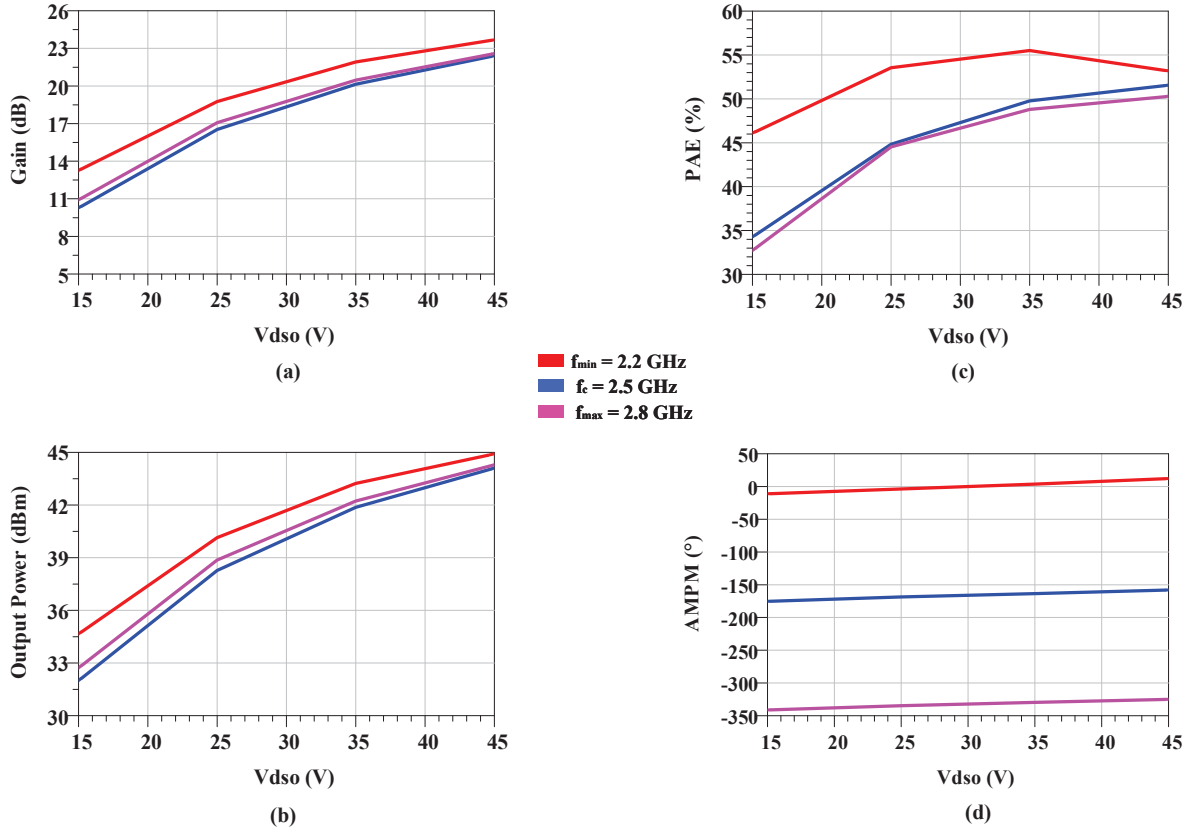 26
23
20
17
14
11
8
5
Gain (dB)
15 20 25 30 35 40 45
Vdso (V)
(a)
60
55
50
45
40
35
30
PAE (%)
15 20 25 30 35 40 45
Vdso (V)
(c)
fmin = 2.2 GHz
fc = 2.5 GHz
fmax = 2.8 GHz
45
42
39
36
33
30
Output Power (dBm)
15 20 25 30 35 40 45
Vdso (V)
(b)
50
0
-50
-100
-150
-200
-250
-300
-350
AMPM (°)
15 20 25 30 35 40 45
Vdso (V)
(d)